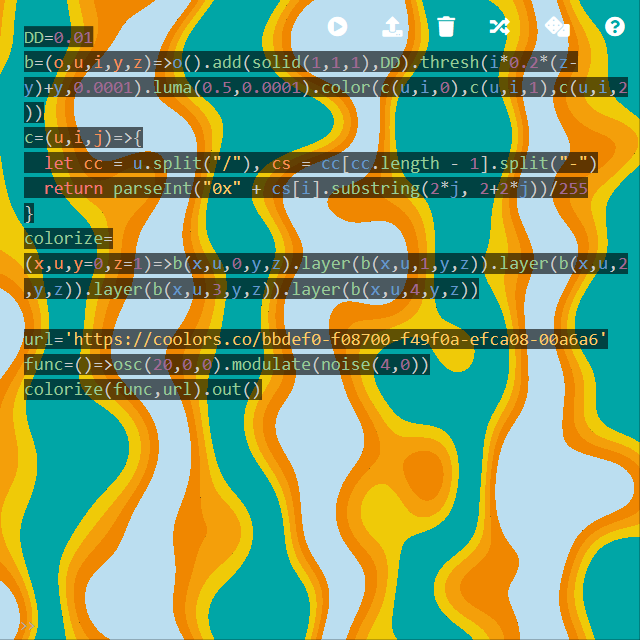 DD=0.01
b=(o,u,i,y,z)=>o().add(solid(1,1,1),DD).thresh(i*0.2*(z-
y)+y,0.0001).luma(0.5,0.0001).color(c(u,i,0),c(u,i,1),c(u,i,2
))
c=(u,i,j)=>{
  let cc = u.split("/"), cs = cc[cc.length - 1].split("-")
  return parseInt("0x" + cs[i].substring(2*j, 2+2*j))/255
}
colorize=
(x,u,y=0,z=1)=>b(x,u,0,y,z).layer(b(x,u,1,y,z)).layer(b(x,u,2
,y,z)).layer(b(x,u,3,y,z)).layer(b(x,u,4,y,z))

url='https://coolors.co/bbdef0-f08700-f49f0a-efca08-00a6a6'
func=()=>osc(20,0,0).modulate(noise(4,0))
colorize(func,url).out()
>>